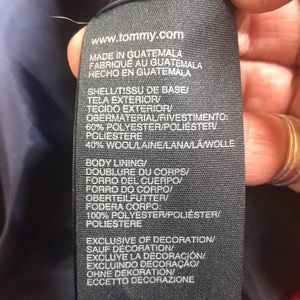 www.tommy.com
MADE IN GUATEMALA
FABRIQUÉ AU GUATEMALA
HECHO EN GUATEMALA
SHELL/TISSU DE BASE/
TELA EXTERIOR/
TECIDO EXTERIOR/
OBERMATERIAL/RIVESTIMENTO:
60% POLYESTER/POLIÉSTER/
POLIESTERE
40% WOOL/LAINE/LANA/LÃ/WOLLE
BODY LINING/
DOUBLURE DU CORPS/
FORRO DEL CUERPO/
FORRO DO CORPO/
OBERTEILFUTTER/
FODERA CORPO:
100% POLYESTER/POLIÉSTER/
POLIESTERE
EXCLUSIVE OF DECORATION/
SAUF DÉCORATION/
EXCLUYE LA DECORACIÓN/
EXCLUINDO DECORAÇÃO/
OHNE DEKORATION/
ECCETTO DECORAZIONE